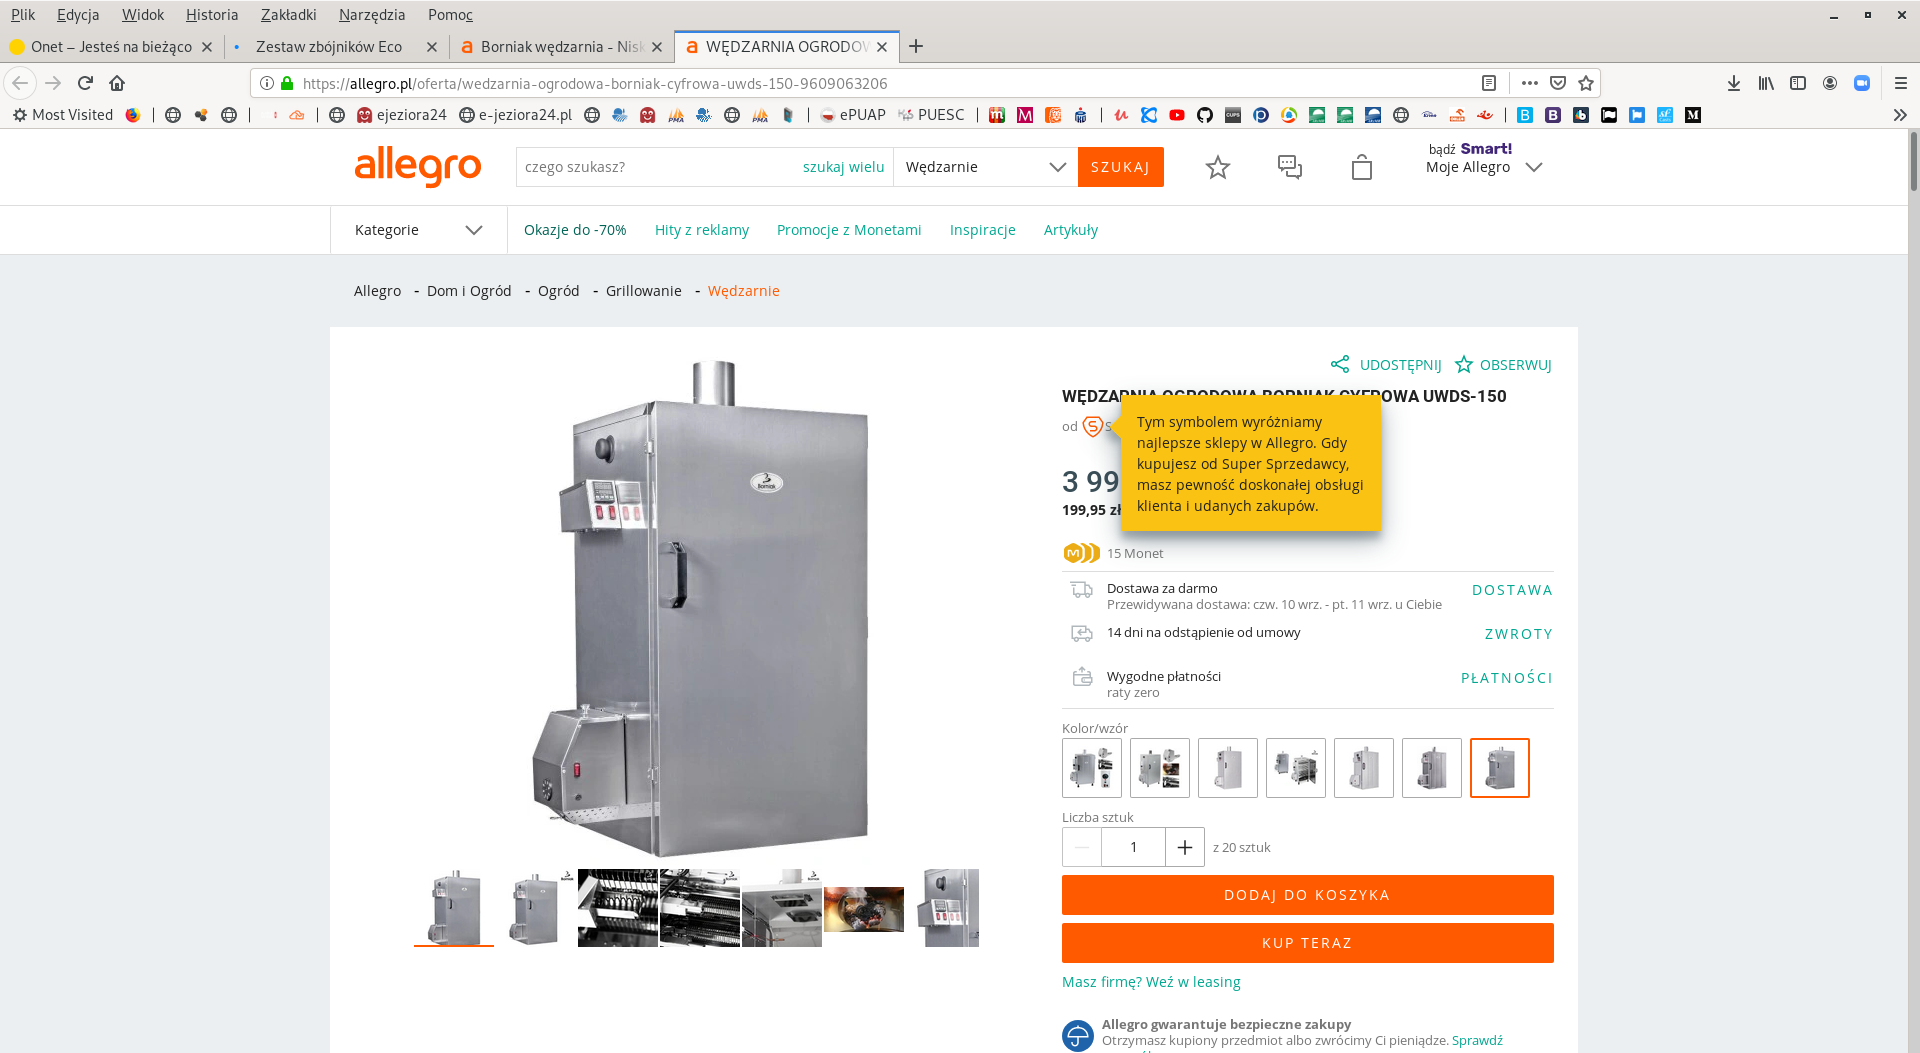 Plik Edycja Widok Historia Zakładki Narzędzia Pomoc
Onet – Jesteś na bieżąco
Zestaw zbójników Eco
Borniak wędzarnia - Nisk
WĘDZARNIA OGRODOW
https://allegro.pl/oferta/wedzarnia-ogrodowa-borniak-cyfrowa-uwds-150-9609063206
Most Visited ejeziora24 e-jeziora24.pl ePUAP PUESC
allegro
czego szukasz? szukaj wielu Wędzarnie SZUKAJ
bądź Smart!
Moje Allegro
Kategorie Okazje do -70% Hity z reklamy Promocje z Monetami Inspiracje Artykuły
Allegro - Dom i Ogród - Ogród - Grillowanie - Wędzarnie
UDOSTĘPNIJ OBSERWUJ
WĘDZARNIA OGRODOWA BORNIAK CYFROWA UWDS-150
od S
Tym symbolem wyróżniamy
najlepsze sklepy w Allegro. Gdy
kupujesz od Super Sprzedawcy,
masz pewność doskonałej obsługi
klienta i udanych zakupów.
3 99
199,95 zł
Borniak
15 Monet
Dostawa za darmo DOSTAWA
Przewidywana dostawa: czw. 10 wrz. - pt. 11 wrz. u Ciebie
14 dni na odstąpienie od umowy ZWROTY
Wygodne płatności PŁATNOŚCI
raty zero
Kolor/wzór
Liczba sztuk
1 z 20 sztuk
DODAJ DO KOSZYKA
KUP TERAZ
Masz firmę? Weź w leasing
Allegro gwarantuje bezpieczne zakupy
Otrzymasz kupiony przedmiot albo zwrócimy Ci pieniądze. Sprawdź